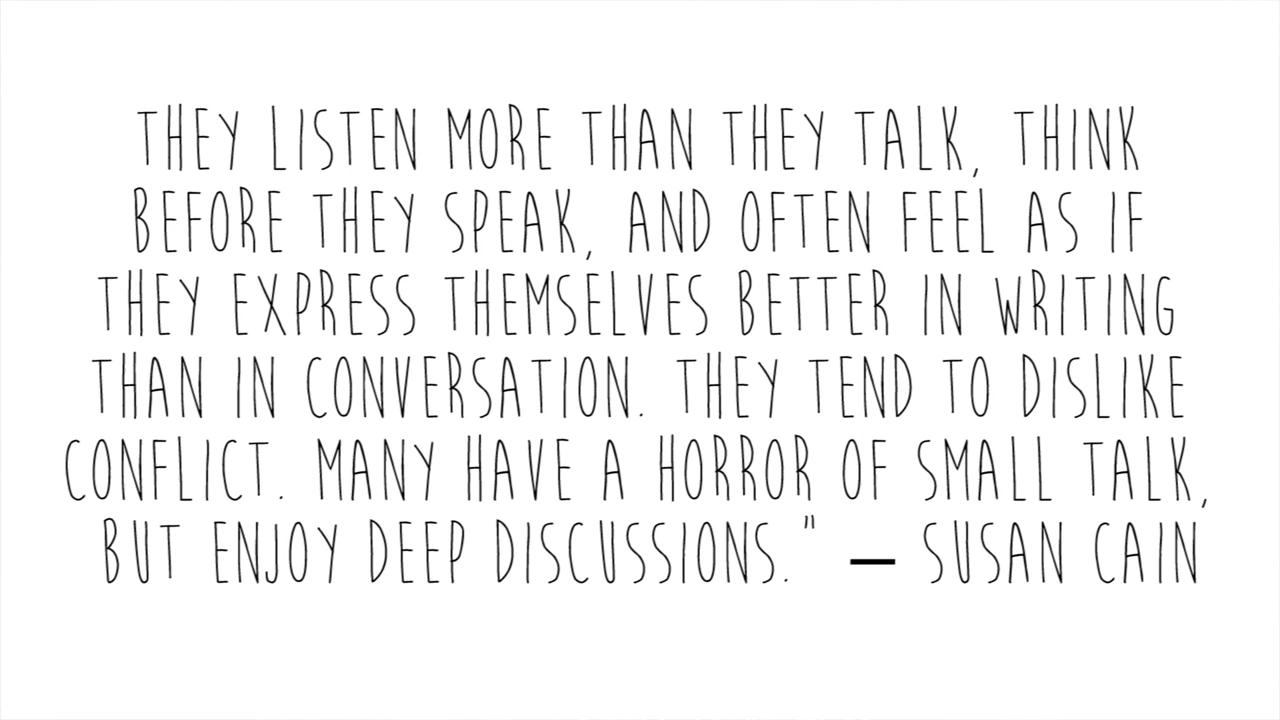 THEY LISTEN MORE THAN THEY TALK, THINK
BEFORE THEY SPEAK, AND OFTEN FEEL AS IF
THEY EXPRESS THEMSELVES BETTER IN WRITING
THAN IN CONVERSATION. THEY TEND TO DISLIKE
CONFLICT. MANY HAVE A HORROR OF SMALL TALK,
BUT ENJOY DEEP DISCUSSIONS." — SUSAN CAIN